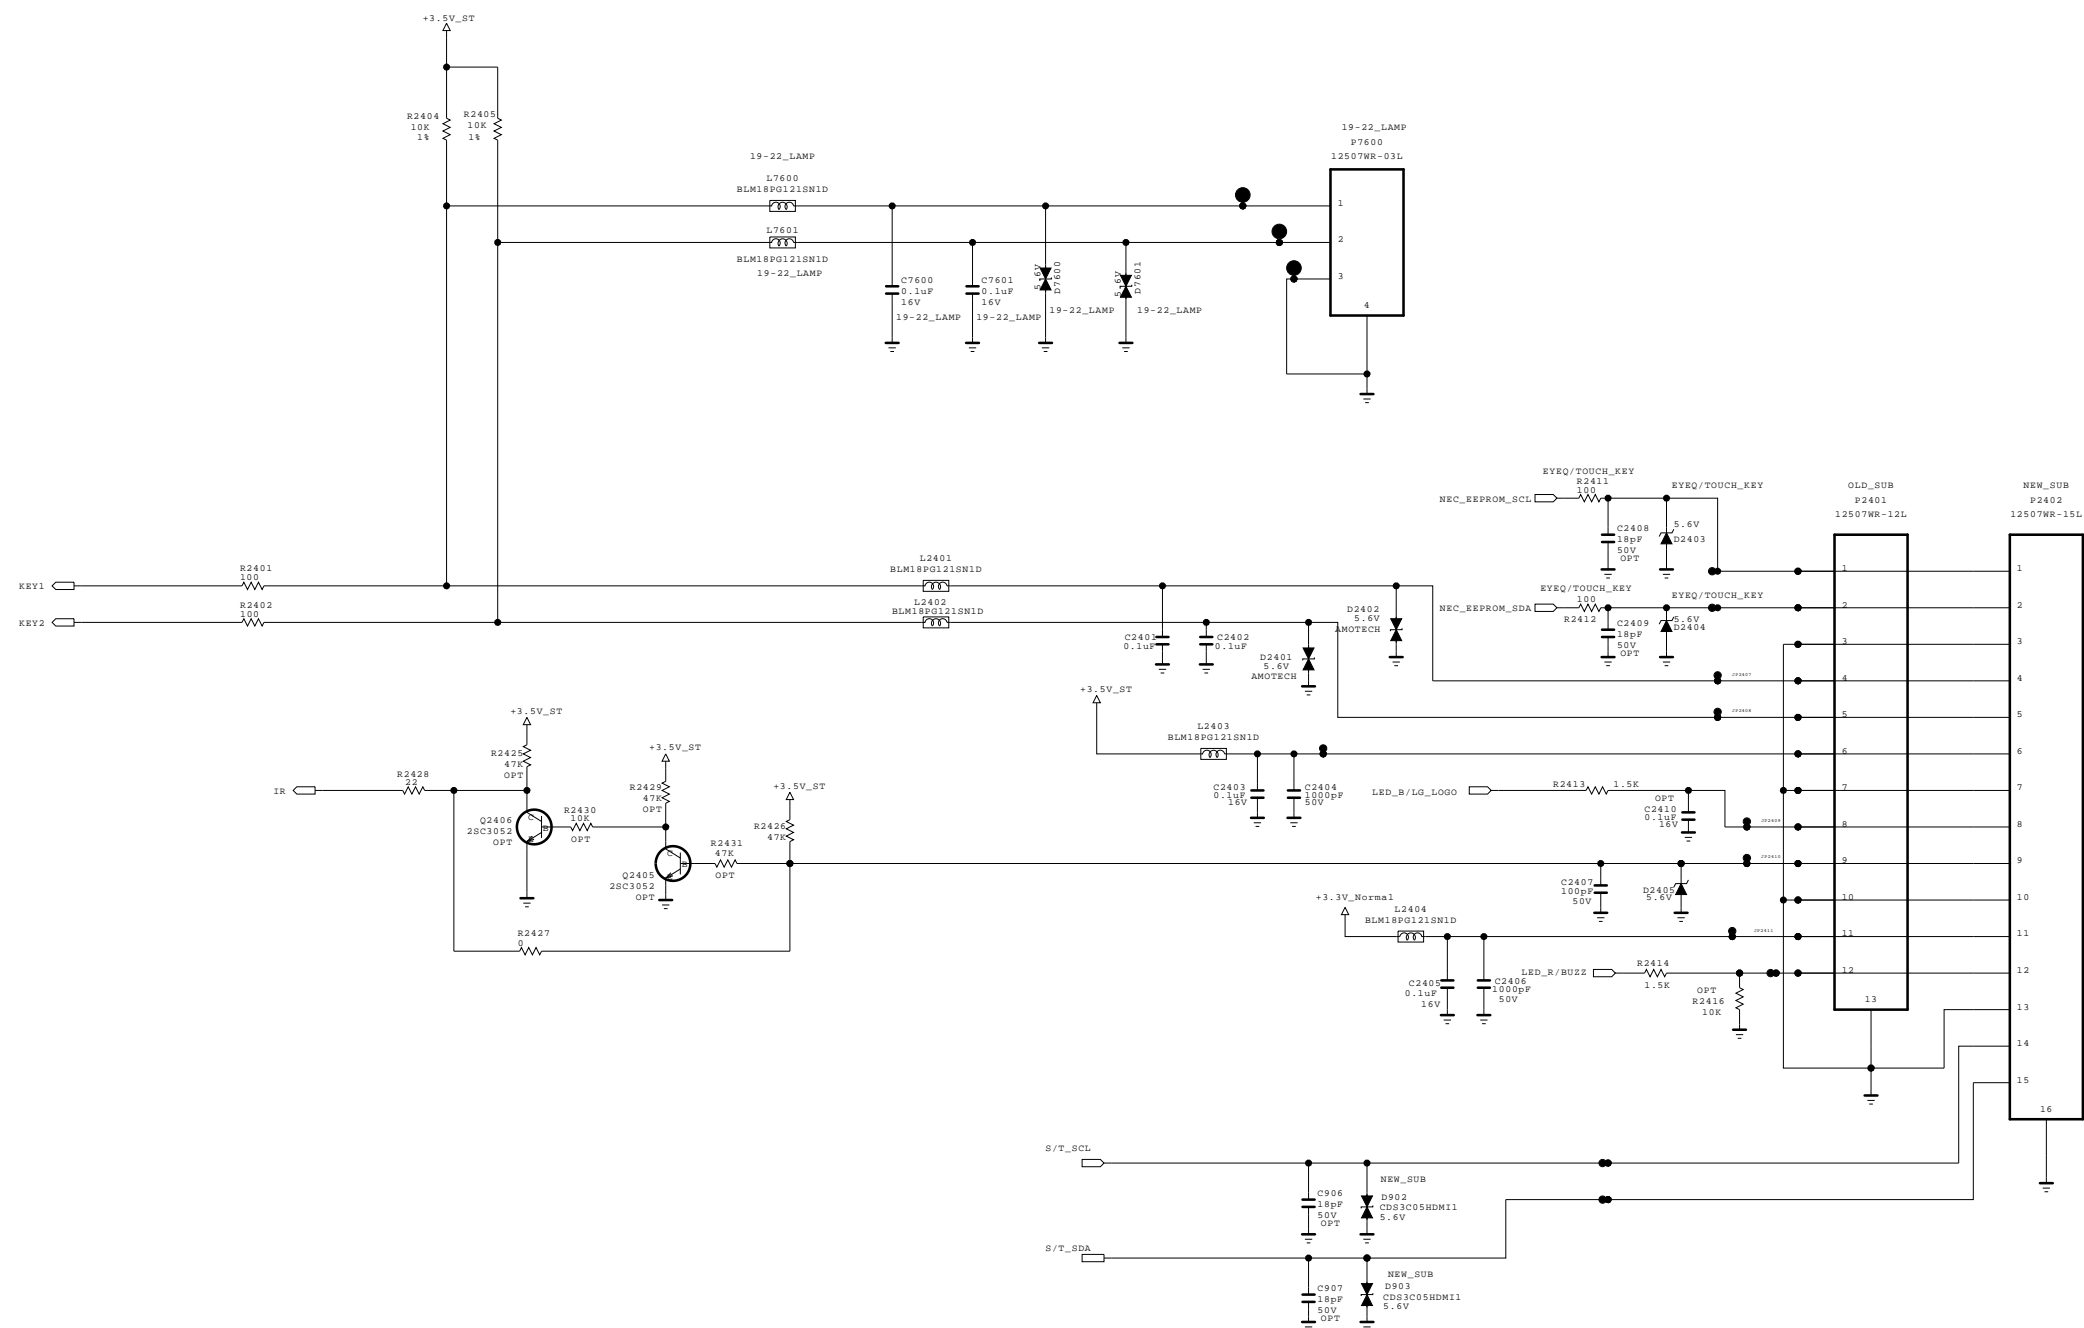 +3.5V_ST
R2404
10K
1%
R2405
10K
1%
19-22_LAMP
L7600
BLM18PG121SN1D
L7601
BLM18PG121SN1D
19-22_LAMP
C7600
0.1uF
16V
19-22_LAMP
C7601
0.1uF
16V
19-22_LAMP
5.6V
D7600
19-22_LAMP
5.6V
D7601
19-22_LAMP
19-22_LAMP
P7600
12507WR-03L
1
2
3
4
KEY1
R2401
100
KEY2
R2402
100
L2401
BLM18PG121SN1D
L2402
BLM18PG121SN1D
C2401
0.1uF
C2402
0.1uF
D2401
5.6V
AMOTECH
D2402
5.6V
AMOTECH
EYEQ/TOUCH_KEY
R2411
100
NEC_EEPROM_SCL
EYEQ/TOUCH_KEY
C2408
18pF
50V
OPT
5.6V
D2403
EYEQ/TOUCH_KEY
100
NEC_EEPROM_SDA
R2412
EYEQ/TOUCH_KEY
C2409
18pF
50V
OPT
5.6V
D2404
OLD_SUB
P2401
12507WR-12L
1
2
3
4
5
6
7
8
9
10
11
12
13
NEW_SUB
P2402
12507WR-15L
1
2
3
4
5
6
7
8
9
10
11
12
13
14
15
16
JP2407
JP2408
JP2409
JP2410
JP2411
+3.5V_ST
L2403
BLM18PG121SN1D
C2403
0.1uF
16V
C2404
1000pF
50V
LED_B/LG_LOGO
R2413
1.5K
OPT
C2410
0.1uF
16V
+3.5V_ST
R2425
47K
OPT
IR
R2428
22
Q2406
2SC3052
OPT
C
B
R2430
10K
OPT
+3.5V_ST
R2429
47K
OPT
Q2405
2SC3052
OPT
C
B
R2431
47K
OPT
+3.5V_ST
R2426
47K
R2427
0
C2407
100pF
50V
D2405
5.6V
+3.3V_Normal
L2404
BLM18PG121SN1D
C2405
0.1uF
16V
C2406
1000pF
50V
LED_R/BUZZ
R2414
1.5K
OPT
R2416
10K
S/T_SCL
C906
18pF
50V
OPT
NEW_SUB
D902
CDS3C05HDMI1
5.6V
S/T_SDA
C907
18pF
50V
OPT
NEW_SUB
D903
CDS3C05HDMI1
5.6V